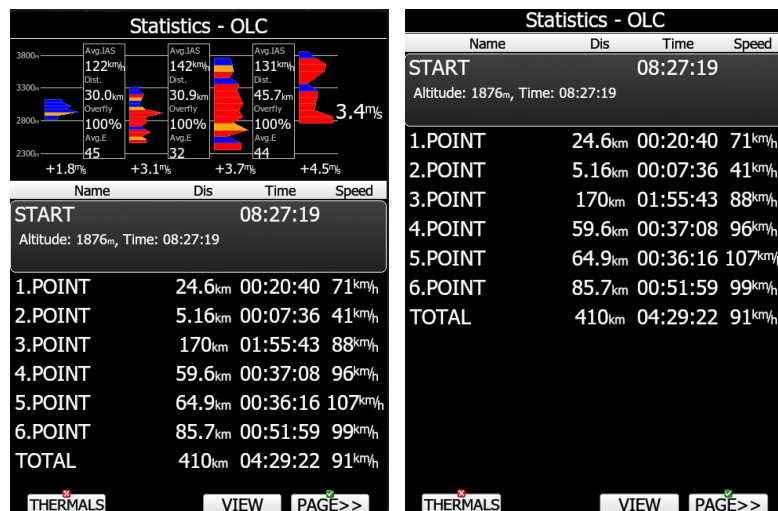 Statistics - OLC
Avg.IAS Avg.IAS Avg.IAS
3800m 122km/h 142km/h 131km/h
Dist. Dist. Dist.
3300m 30.0km 30.9km 45.7km
Overfly Overfly Overfly
2800m 100% 100% 100% 3.4m/s
Avg.E Avg.E Avg.E
2300m 45 32 44
+1.8m/s +3.1m/s +3.7m/s +4.5m/s
Name Dis Time Speed
START 08:27:19
Altitude: 1876m, Time: 08:27:19
1.POINT 24.6km 00:20:40 71km/h
2.POINT 5.16km 00:07:36 41km/h
3.POINT 170km 01:55:43 88km/h
4.POINT 59.6km 00:37:08 96km/h
5.POINT 64.9km 00:36:16 107km/h
6.POINT 85.7km 00:51:59 99km/h
TOTAL 410km 04:29:22 91km/h
THERMALS VIEW PAGE>>
Statistics - OLC
Name Dis Time Speed
START 08:27:19
Altitude: 1876m, Time: 08:27:19
1.POINT 24.6km 00:20:40 71km/h
2.POINT 5.16km 00:07:36 41km/h
3.POINT 170km 01:55:43 88km/h
4.POINT 59.6km 00:37:08 96km/h
5.POINT 64.9km 00:36:16 107km/
6.POINT 85.7km 00:51:59 99km/h
TOTAL 410km 04:29:22 91km/h
THERMALS VIEW PAGE>>